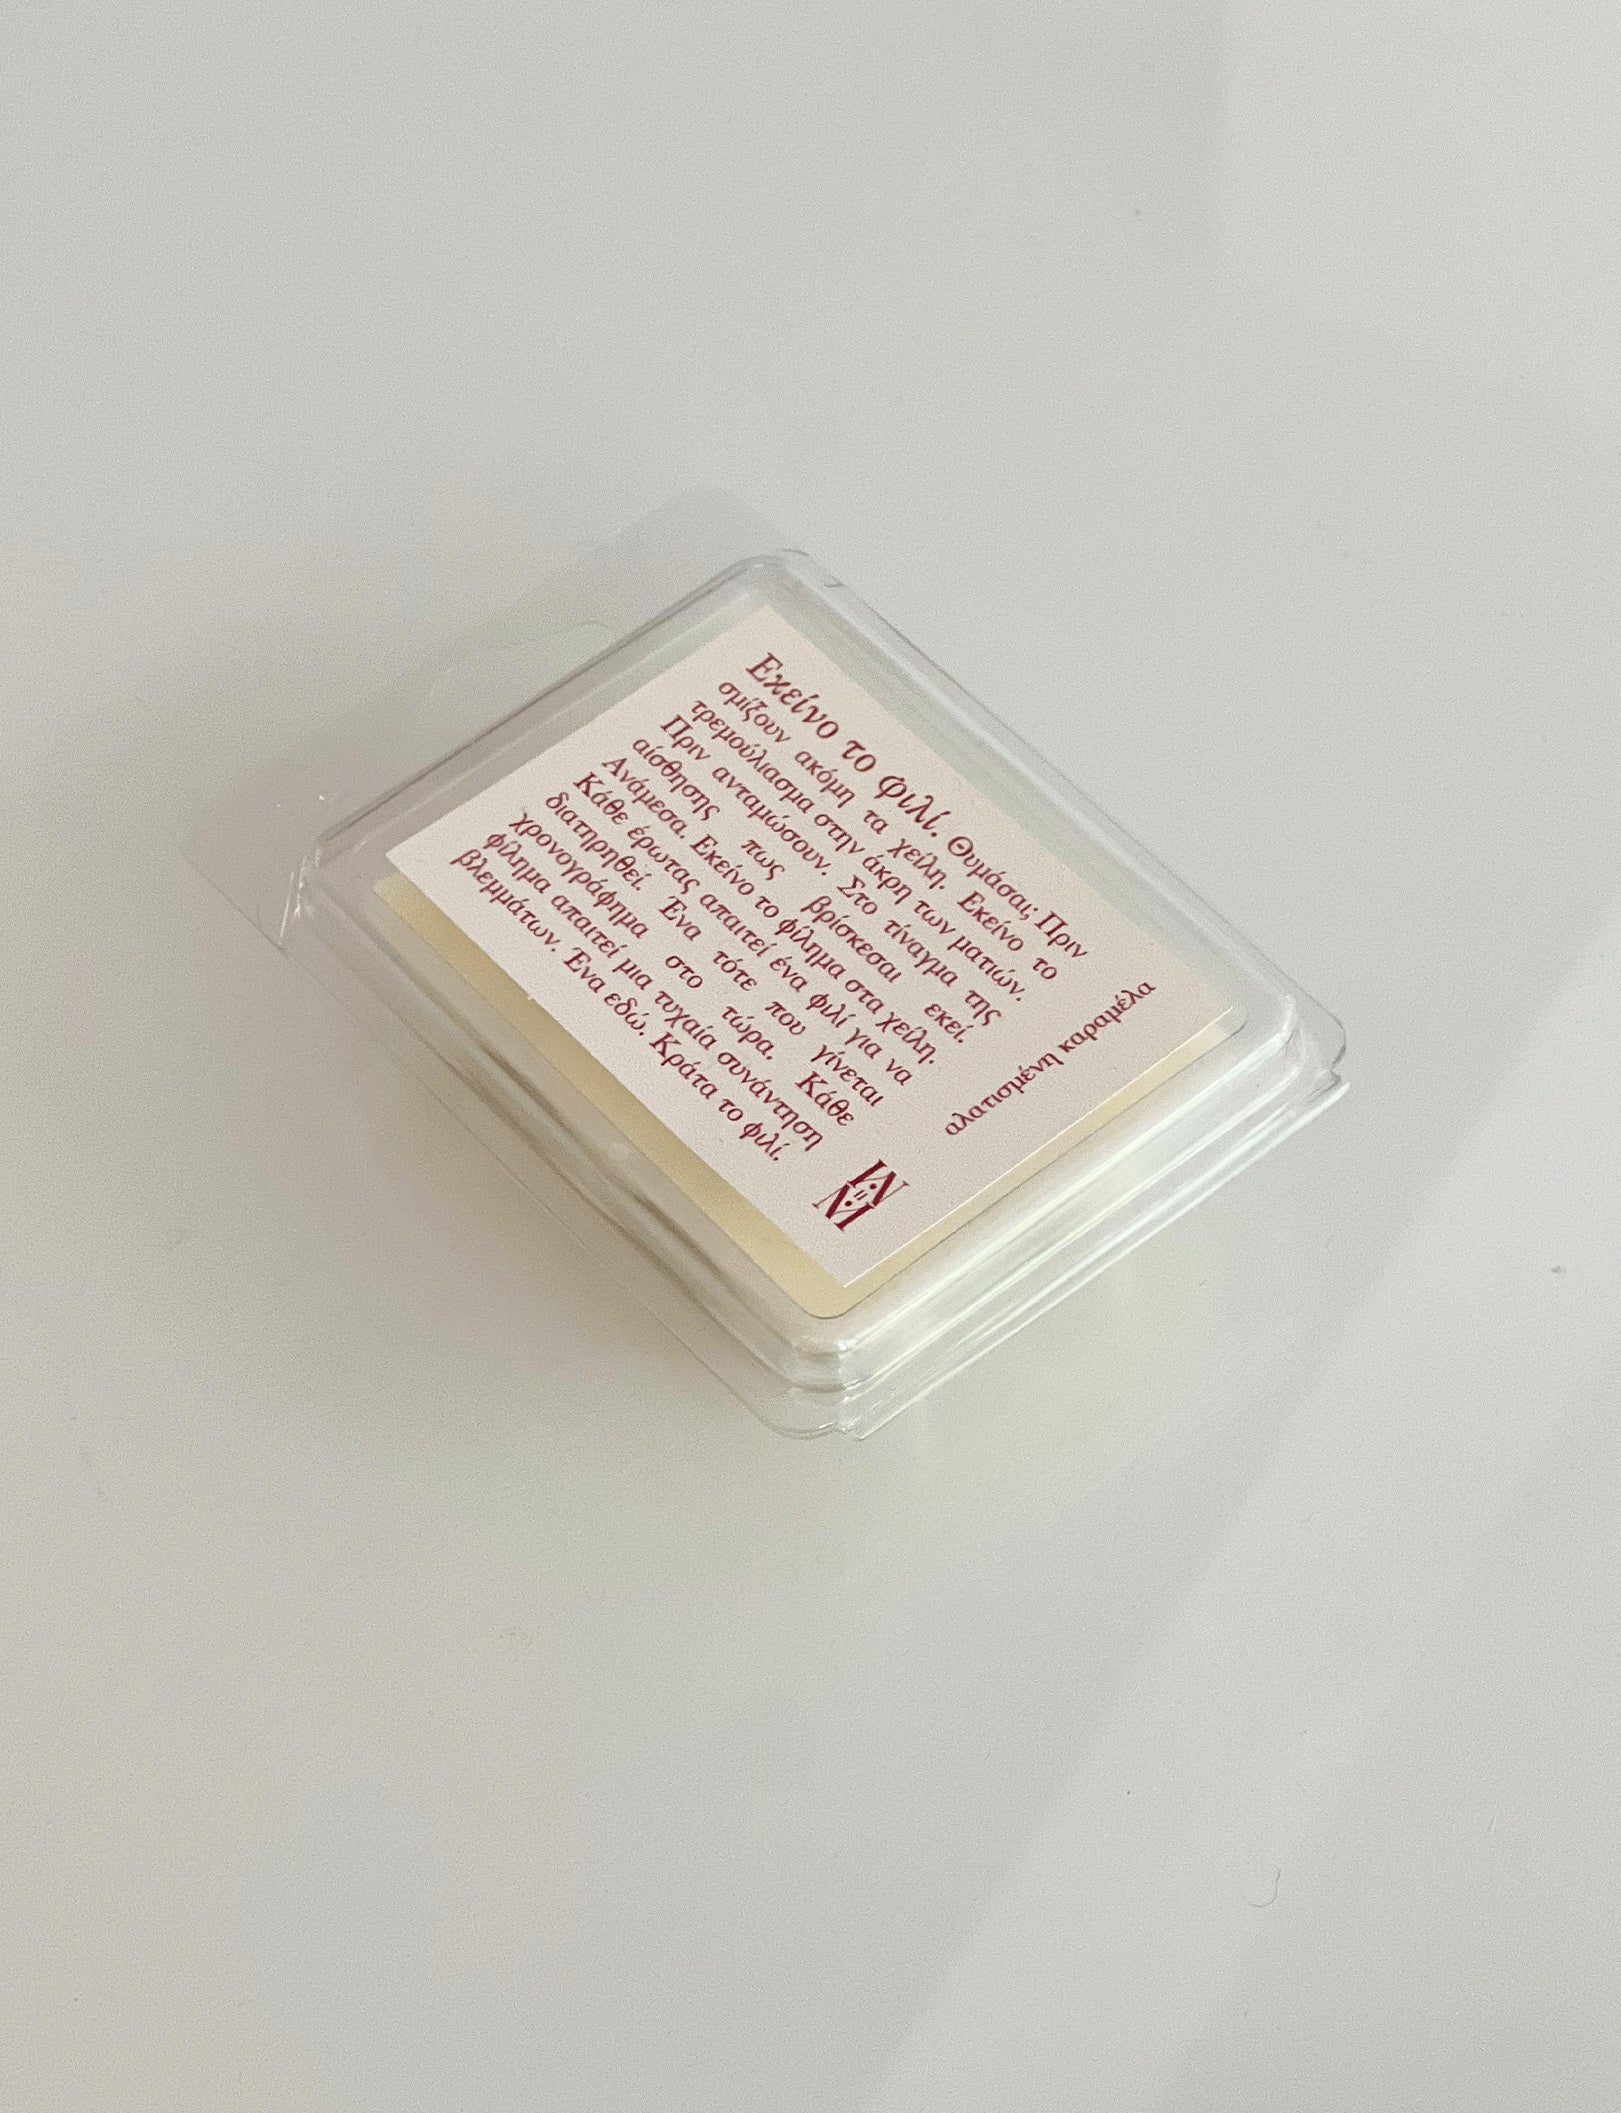 Εκείνο το φιλί. Θυμάσαι; Πριν
σμίξουν ακόμη τα χείλη. Εκείνο το
τρεμούλιασμα στην άκρη των ματιών.
Πριν ανταμώσουν. Στο τίναγμα της
αίσθησης πως βρίσκεσαι εκεί.
Ανάμεσα. Εκείνο το φίλημα στα χείλη.
Κάθε έρωτας απαιτεί ένα φιλί για να
διατηρηθεί. Ένα τότε που γίνεται
χρονογράφημα στο τώρα. Κάθε
φίλημα απαιτεί μια τυχαία συνάντηση
βλεμμάτων. Ένα εδώ. Κράτα το φιλί.
αλατισμένη καραμέλα